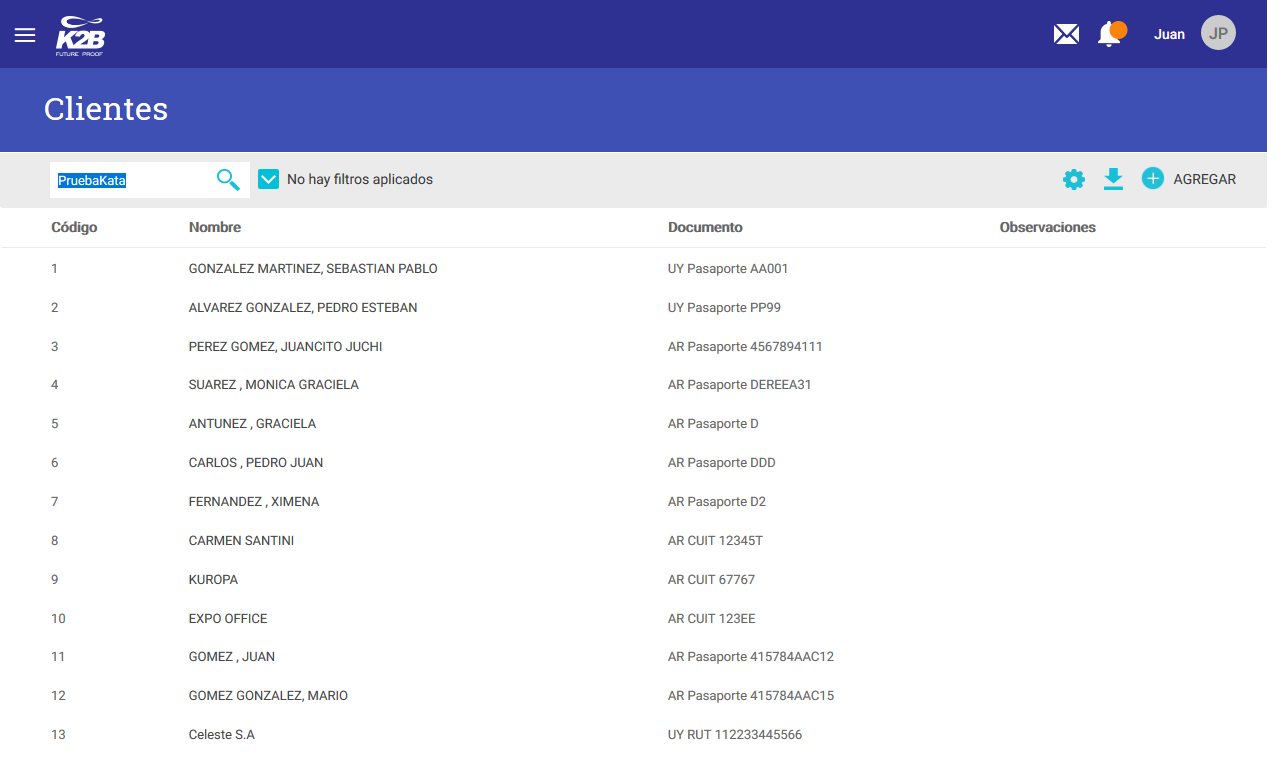 K2B
FUTURE PROOF
Juan
JP
Clientes
PruebaKata
No hay filtros aplicados
AGREGAR
Código Nombre Documento Observaciones
1 GONZALEZ MARTINEZ, SEBASTIAN PABLO UY Pasaporte AA001
2 ALVAREZ GONZALEZ, PEDRO ESTEBAN UY Pasaporte PP99
3 PEREZ GOMEZ, JUANCITO JUCHI AR Pasaporte 4567894111
4 SUAREZ , MONICA GRACIELA AR Pasaporte DEREEA31
5 ANTUNEZ , GRACIELA AR Pasaporte D
6 CARLOS , PEDRO JUAN AR Pasaporte DDD
7 FERNANDEZ , XIMENA AR Pasaporte D2
8 CARMEN SANTINI AR CUIT 12345T
9 KUROPA AR CUIT 67767
10 EXPO OFFICE AR CUIT 123EE
11 GOMEZ , JUAN AR Pasaporte 415784AAC12
12 GOMEZ GONZALEZ, MARIO AR Pasaporte 415784AAC15
13 Celeste S.A UY RUT 112233445566